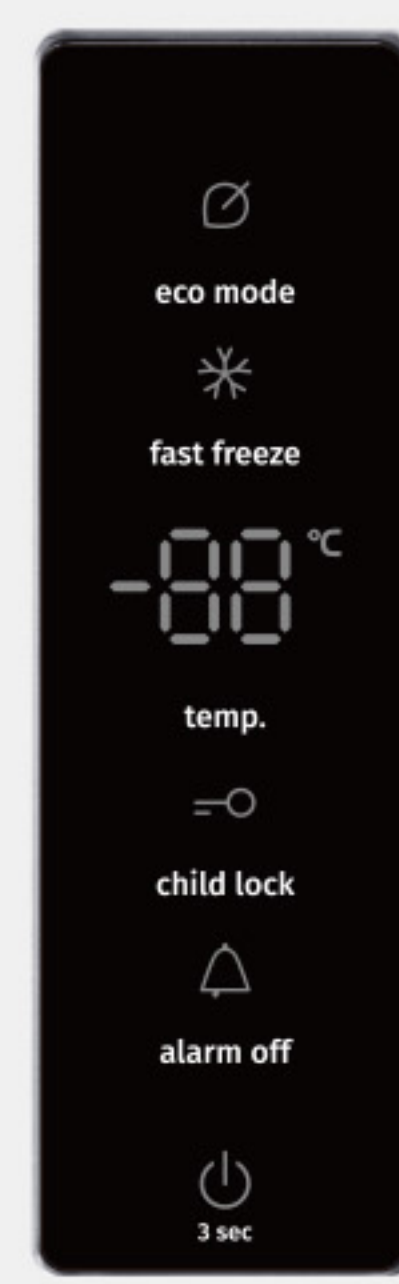 eco mode
fast freeze
-88 °C
temp.
child lock
alarm off
3 sec